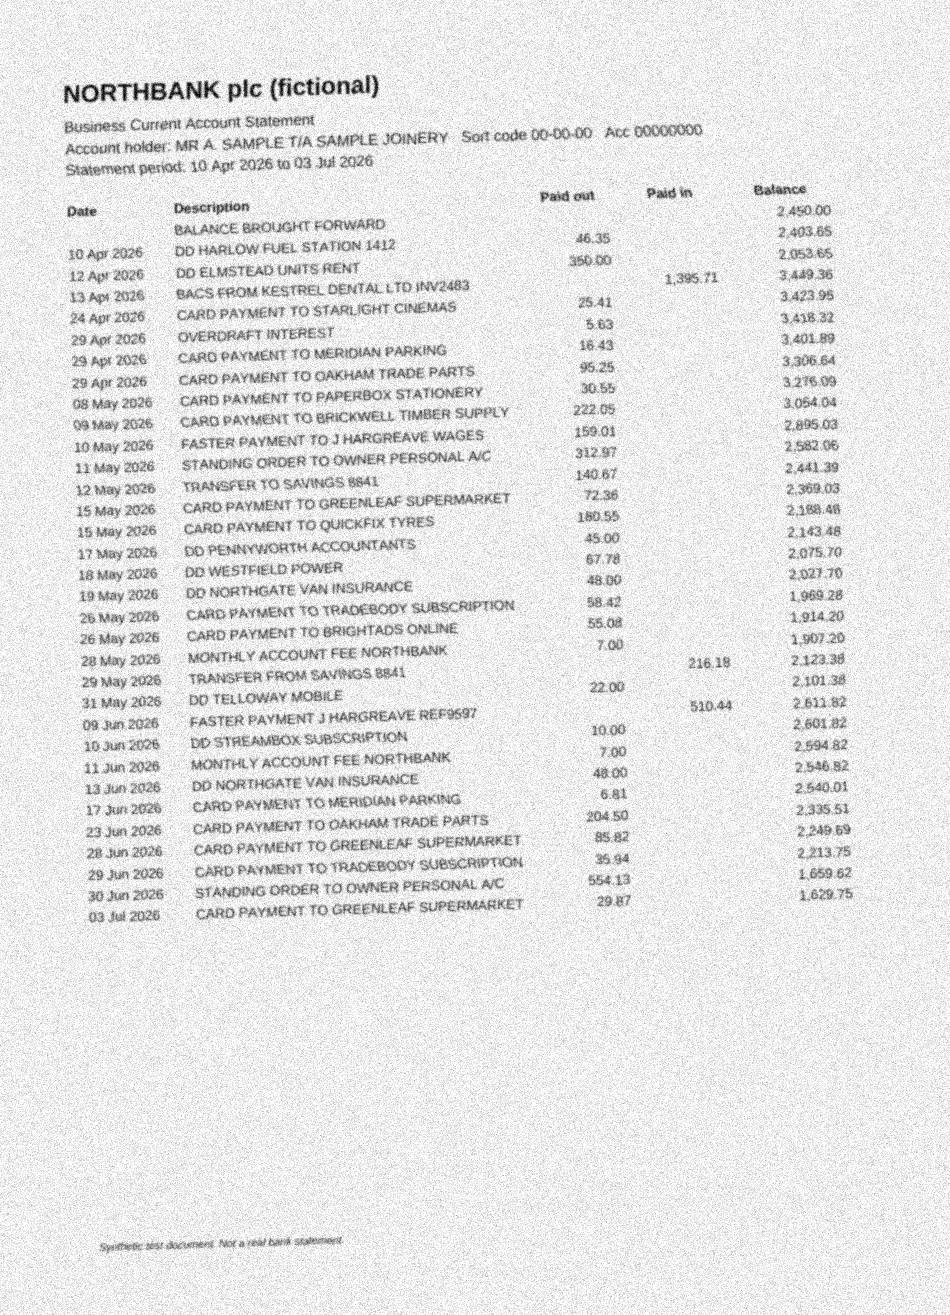 NORTHBANK plc (fictional)
Business Current Account Statement
Account holder: MR A. SAMPLE T/A SAMPLE JOINERY Sort code 00-00-00 Acc 00000000
Statement period: 10 Apr 2026 to 03 Jul 2026
Date Description Paid out Paid in Balance
BALANCE BROUGHT FORWARD 2,450.00
10 Apr 2026 DD HARLOW FUEL STATION 1412 46.35 2,403.65
12 Apr 2026 DD ELMSTEAD UNITS RENT 350.00 2,053.65
13 Apr 2026 BACS FROM KESTREL DENTAL LTD INV2483 1,395.71 3,449.36
24 Apr 2026 CARD PAYMENT TO STARLIGHT CINEMAS 25.41 3,423.95
29 Apr 2026 OVERDRAFT INTEREST 5.63 3,418.32
29 Apr 2026 CARD PAYMENT TO MERIDIAN PARKING 16.43 3,401.89
29 Apr 2026 CARD PAYMENT TO OAKHAM TRADE PARTS 95.25 3,306.64
08 May 2026 CARD PAYMENT TO PAPERBOX STATIONERY 30.55 3,276.09
09 May 2026 CARD PAYMENT TO BRICKWELL TIMBER SUPPLY 222.05 3,054.04
10 May 2026 FASTER PAYMENT TO J HARGREAVE WAGES 159.01 2,895.03
11 May 2026 STANDING ORDER TO OWNER PERSONAL A/C 312.97 2,582.06
12 May 2026 TRANSFER TO SAVINGS 8841 140.67 2,441.39
15 May 2026 CARD PAYMENT TO GREENLEAF SUPERMARKET 72.36 2,369.03
15 May 2026 CARD PAYMENT TO QUICKFIX TYRES 180.55 2,188.48
17 May 2026 DD PENNYWORTH ACCOUNTANTS 45.00 2,143.48
18 May 2026 DD WESTFIELD POWER 67.78 2,075.70
19 May 2026 DD NORTHGATE VAN INSURANCE 48.00 2,027.70
26 May 2026 CARD PAYMENT TO TRADEBODY SUBSCRIPTION 58.42 1,969.28
26 May 2026 CARD PAYMENT TO BRIGHTADS ONLINE 55.08 1,914.20
28 May 2026 MONTHLY ACCOUNT FEE NORTHBANK 7.00 1,907.20
29 May 2026 TRANSFER FROM SAVINGS 8841 216.18 2,123.38
31 May 2026 DD TELLOWAY MOBILE 22.00 2,101.38
09 Jun 2026 FASTER PAYMENT J HARGREAVE REF9597 510.44 2,611.82
10 Jun 2026 DD STREAMBOX SUBSCRIPTION 10.00 2,601.82
11 Jun 2026 MONTHLY ACCOUNT FEE NORTHBANK 7.00 2,594.82
13 Jun 2026 DD NORTHGATE VAN INSURANCE 48.00 2,546.82
17 Jun 2026 CARD PAYMENT TO MERIDIAN PARKING 6.81 2,540.01
23 Jun 2026 CARD PAYMENT TO OAKHAM TRADE PARTS 204.50 2,335.51
28 Jun 2026 CARD PAYMENT TO GREENLEAF SUPERMARKET 85.82 2,249.69
29 Jun 2026 CARD PAYMENT TO TRADEBODY SUBSCRIPTION 35.94 2,213.75
30 Jun 2026 STANDING ORDER TO OWNER PERSONAL A/C 554.13 1,659.62
03 Jul 2026 CARD PAYMENT TO GREENLEAF SUPERMARKET 29.87 1,629.75
Synthetic test document. Not a real bank statement.